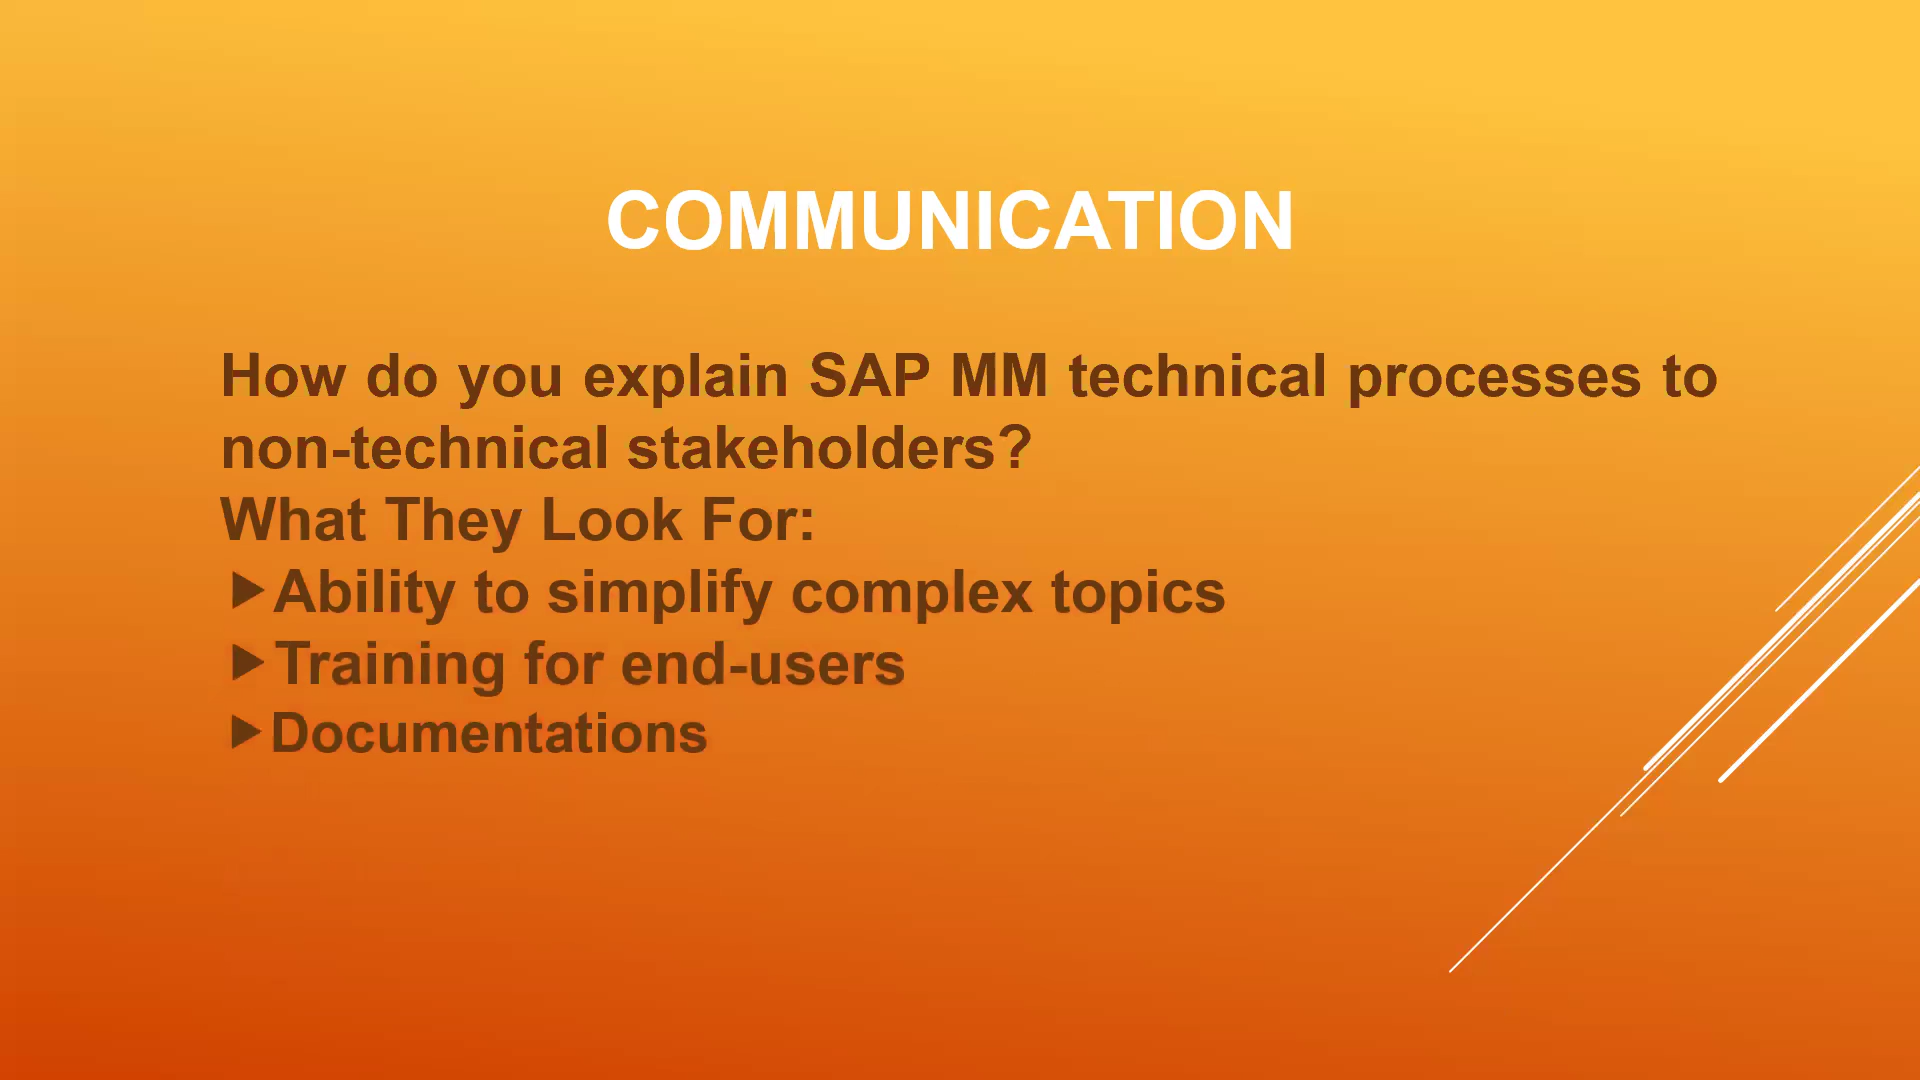 COMMUNICATION
How do you explain SAP MM technical processes to
non-technical stakeholders?
What They Look For:
▶Ability to simplify complex topics
▶Training for end-users
▶Documentations